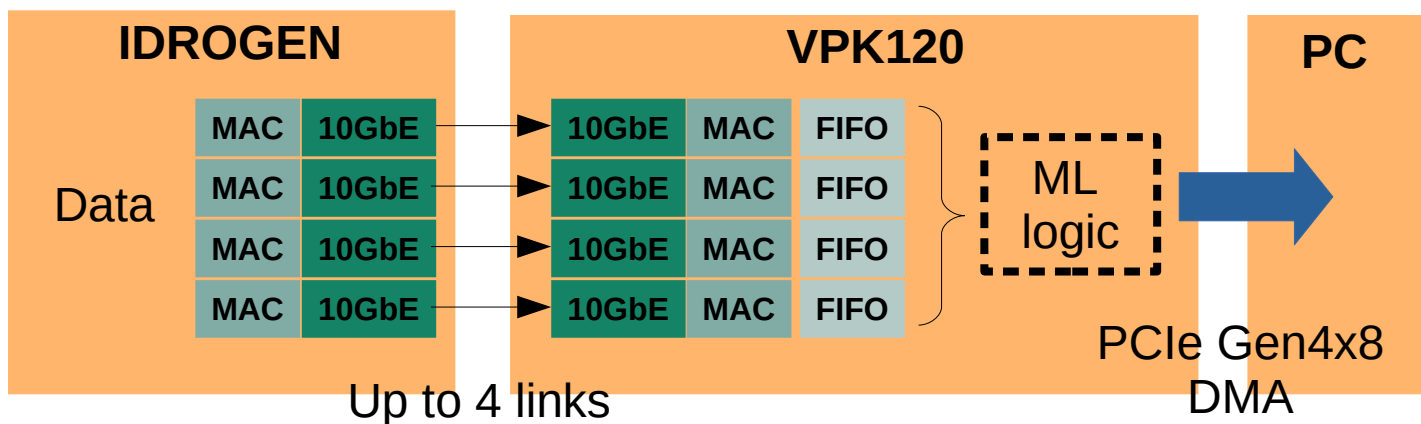 IDROGEN
VPK120
PC
Data
MAC 10GbE
MAC 10GbE
MAC 10GbE
MAC 10GbE
10GbE MAC FIFO
10GbE MAC FIFO
10GbE MAC FIFO
10GbE MAC FIFO
ML
logic
Up to 4 links
PCIe Gen4x8
DMA